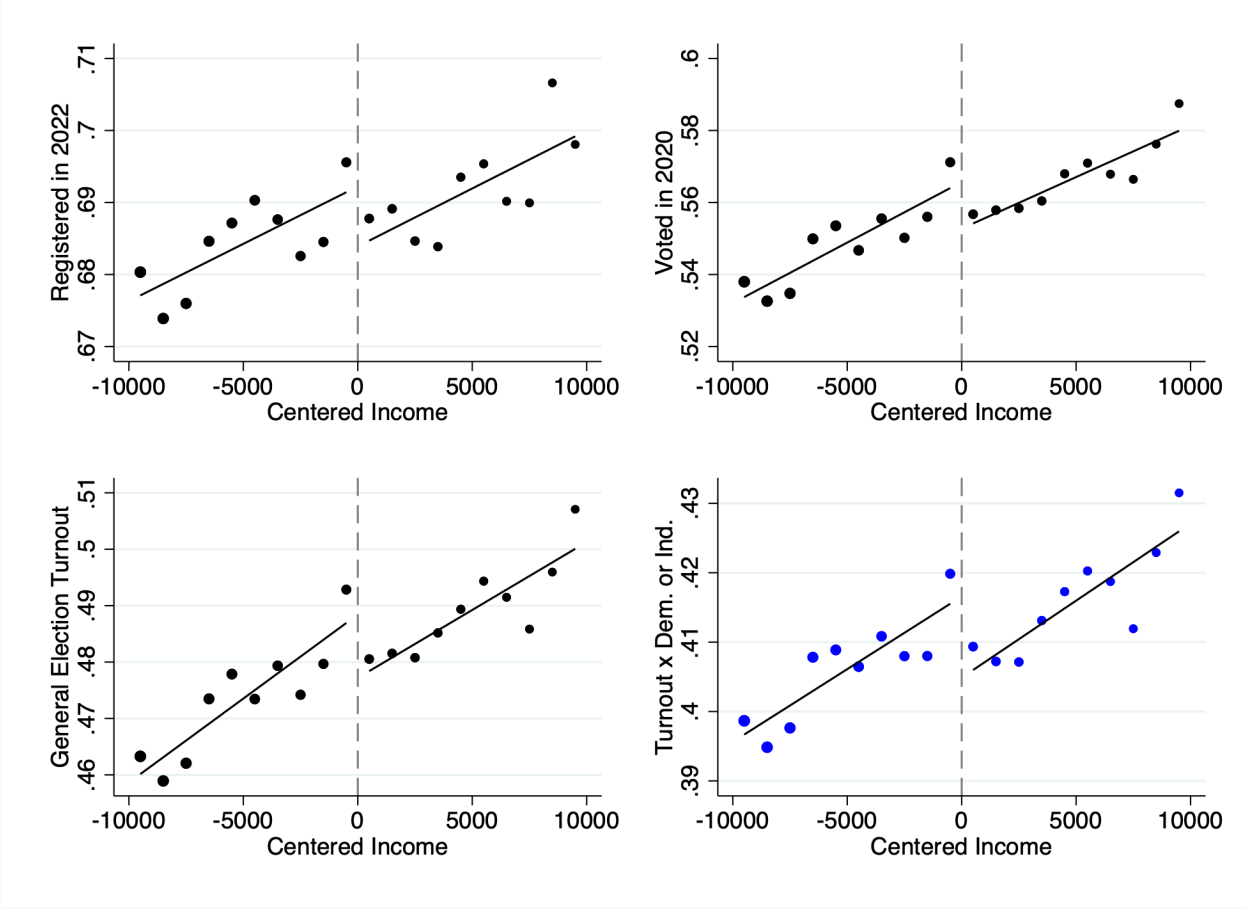 Registered in 2022
.71
.7
.69
.68
.67
-10000 -5000 0 5000 10000
Centered Income
Voted in 2020
.6
.58
.56
.54
.52
-10000 -5000 0 5000 10000
Centered Income
General Election Turnout
.51
.5
.49
.48
.47
.46
-10000 -5000 0 5000 10000
Centered Income
Turnout x Dem. or Ind.
.43
.42
.41
.4
.39
-10000 -5000 0 5000 10000
Centered Income